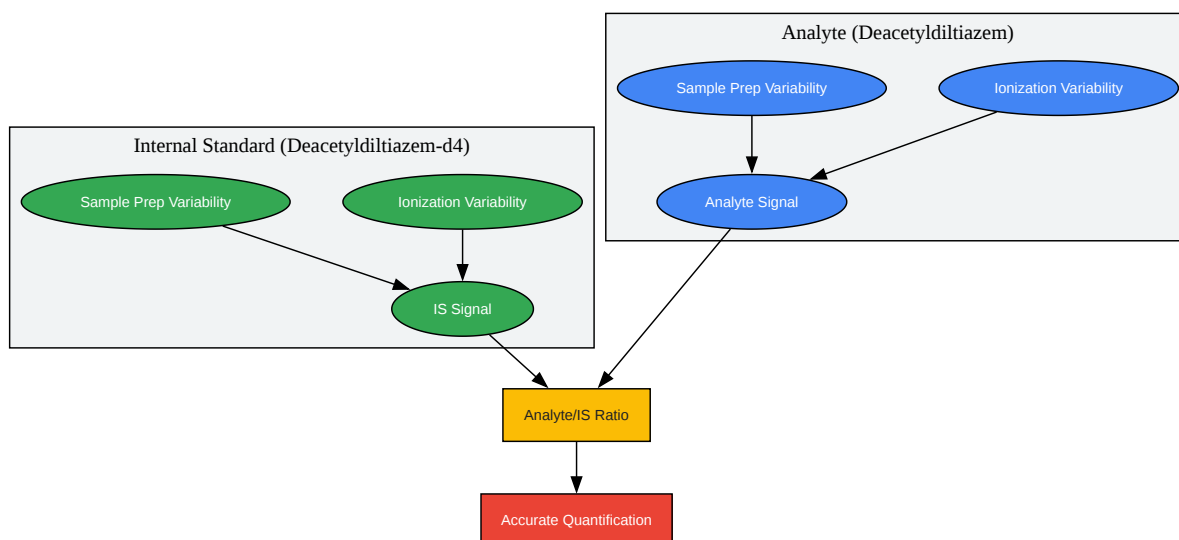 Analyte (Deacetyldiltiazem)
Sample Prep Variability
Ionization Variability
Analyte Signal
Internal Standard (Deacetyldiltiazem-d4)
Sample Prep Variability
Ionization Variability
IS Signal
Analyte/IS Ratio
Accurate Quantification